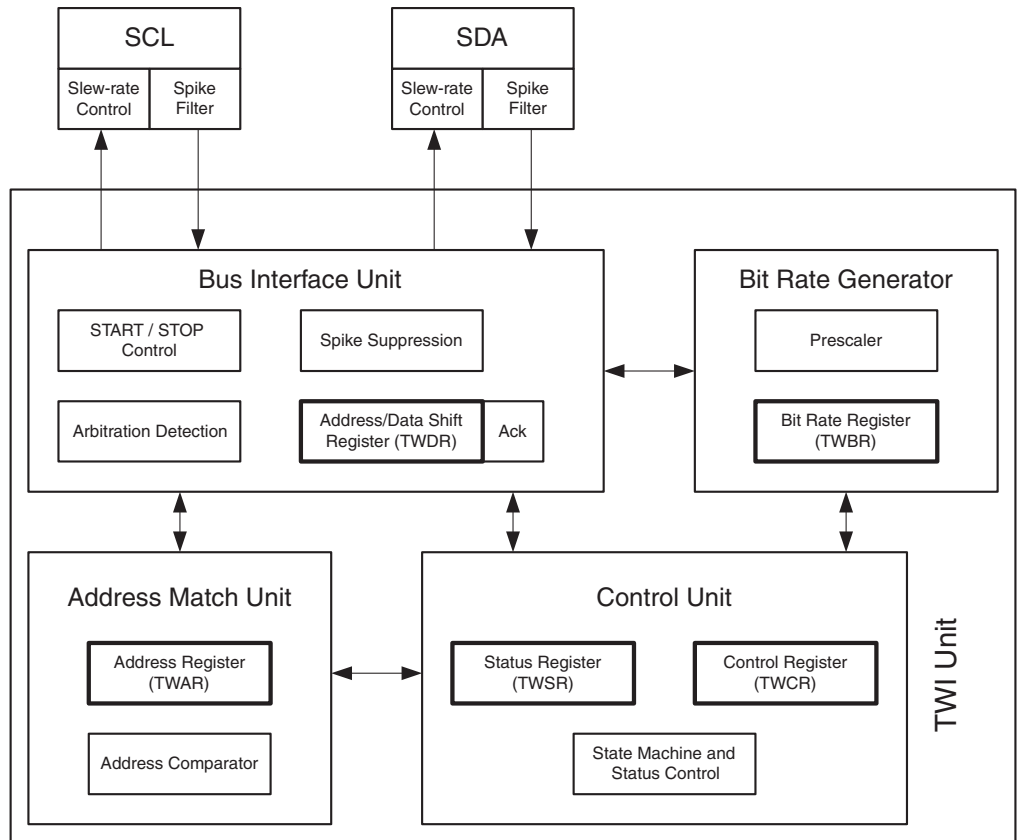 SCL
Slew-rate
Control
Spike
Filter
SDA
Slew-rate
Control
Spike
Filter
Bus Interface Unit
START / STOP
Control
Spike Suppression
Arbitration Detection
Address/Data Shift
Register (TWDR)
Ack
Bit Rate Generator
Prescaler
Bit Rate Register
(TWBR)
Address Match Unit
Address Register
(TWAR)
Address Comparator
Control Unit
Status Register
(TWSR)
Control Register
(TWCR)
State Machine and
Status Control
TWI Unit